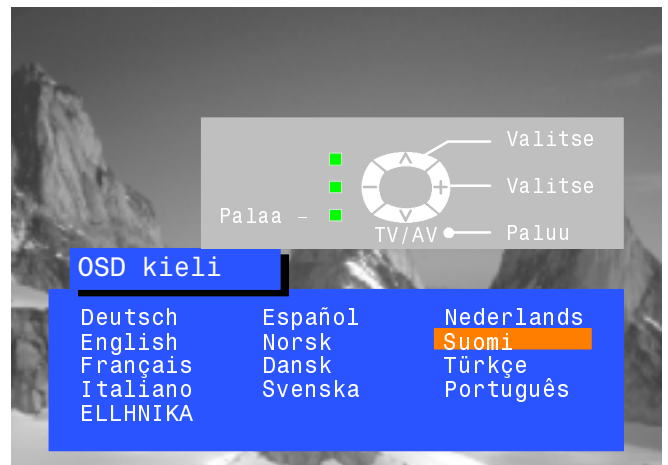 Valitse
Valitse
Palaa –
TV/AV Paluu
OSD kieli
Deutsch Español Nederlands
English Norsk Suomi
Français Dansk Türkçe
Italiano Svenska Português
ELLHNIKA